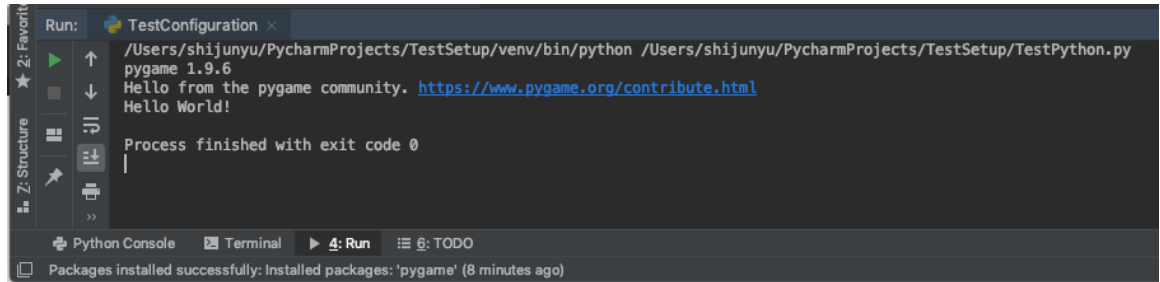 2: Favorit
Run: TestConfiguration ×
/Users/shijunyu/PycharmProjects/TestSetup/venv/bin/python /Users/shijunyu/PycharmProjects/TestSetup/TestPython.py
pygame 1.9.6
Hello from the pygame community. https://www.pygame.org/contribute.html
Hello World!
Process finished with exit code 0
Z: Structure
Python Console Terminal 4: Run 6: TODO
Packages installed successfully: Installed packages: 'pygame' (8 minutes ago)